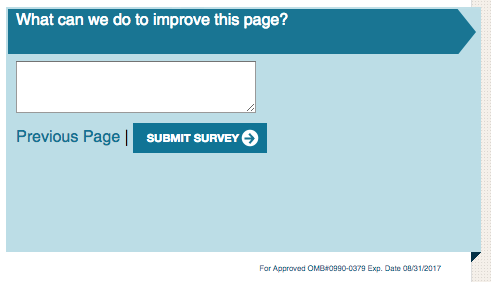 What can we do to improve this page?
Previous Page | SUBMIT SURVEY
For Approved OMB#0990-0379 Exp. Date 08/31/2017